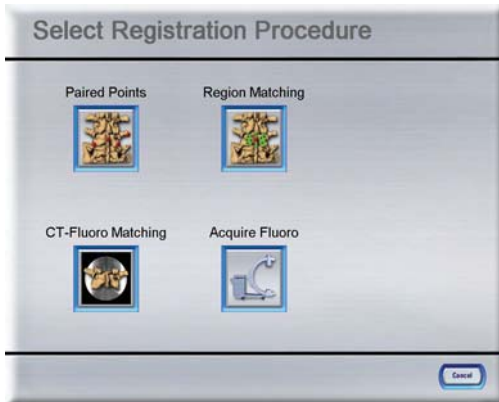 Select Registration Procedure
Paired Points
Region Matching
CT-Fluoro Matching
Acquire Fluoro
Cancel